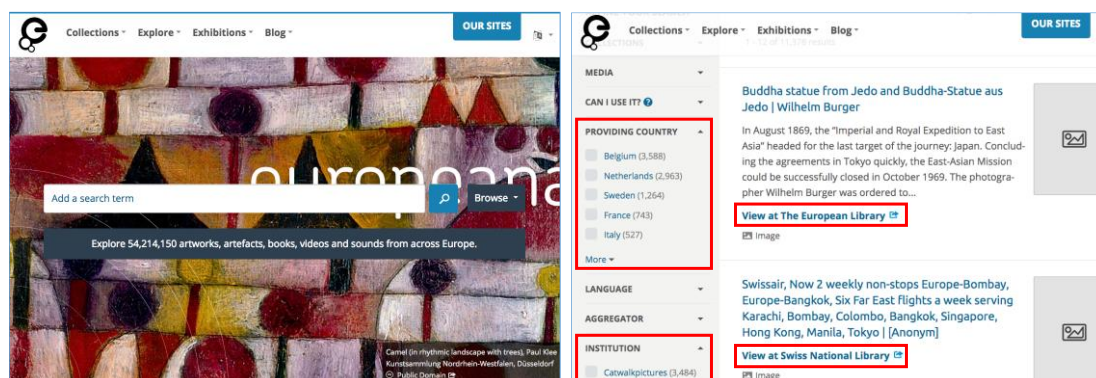 Collections Explore Exhibitions Blog
OUR SITES
europeana
Add a search term
Browse
Explore 54,214,150 artworks, artefacts, books, videos and sounds from across Europe.
Camel (in rhythmic landscape with trees), Paul Klee
Kunstsammlung Nordrhein-Westfalen, Düsseldorf
Public Domain
Collections Explore Exhibitions Blog
OUR SITES
COLLECTIONS
MEDIA
CAN I USE IT?
PROVIDING COUNTRY
Belgium (3,588)
Netherlands (2,963)
Sweden (1,264)
France (743)
Italy (527)
More
LANGUAGE
AGGREGATOR
INSTITUTION
Catwalkpictures (3,484)
Buddha statue from Jedo and Buddha-Statue aus
Jedo | Wilhelm Burger
In August 1869, the "Imperial and Royal Expedition to East
Asia" headed for the last target of the journey: Japan. Conclud-
ing the agreements in Tokyo quickly, the East-Asian Mission
could be successfully closed in October 1969. The photogra-
pher Wilhelm Burger was ordered to...
View at The European Library
Image
Swissair, Now 2 weekly non-stops Europe-Bombay,
Europe-Bangkok, Six Far East flights a week serving
Karachi, Bombay, Colombo, Bangkok, Singapore,
Hong Kong, Manila, Tokyo | [Anonym]
View at Swiss National Library
Image